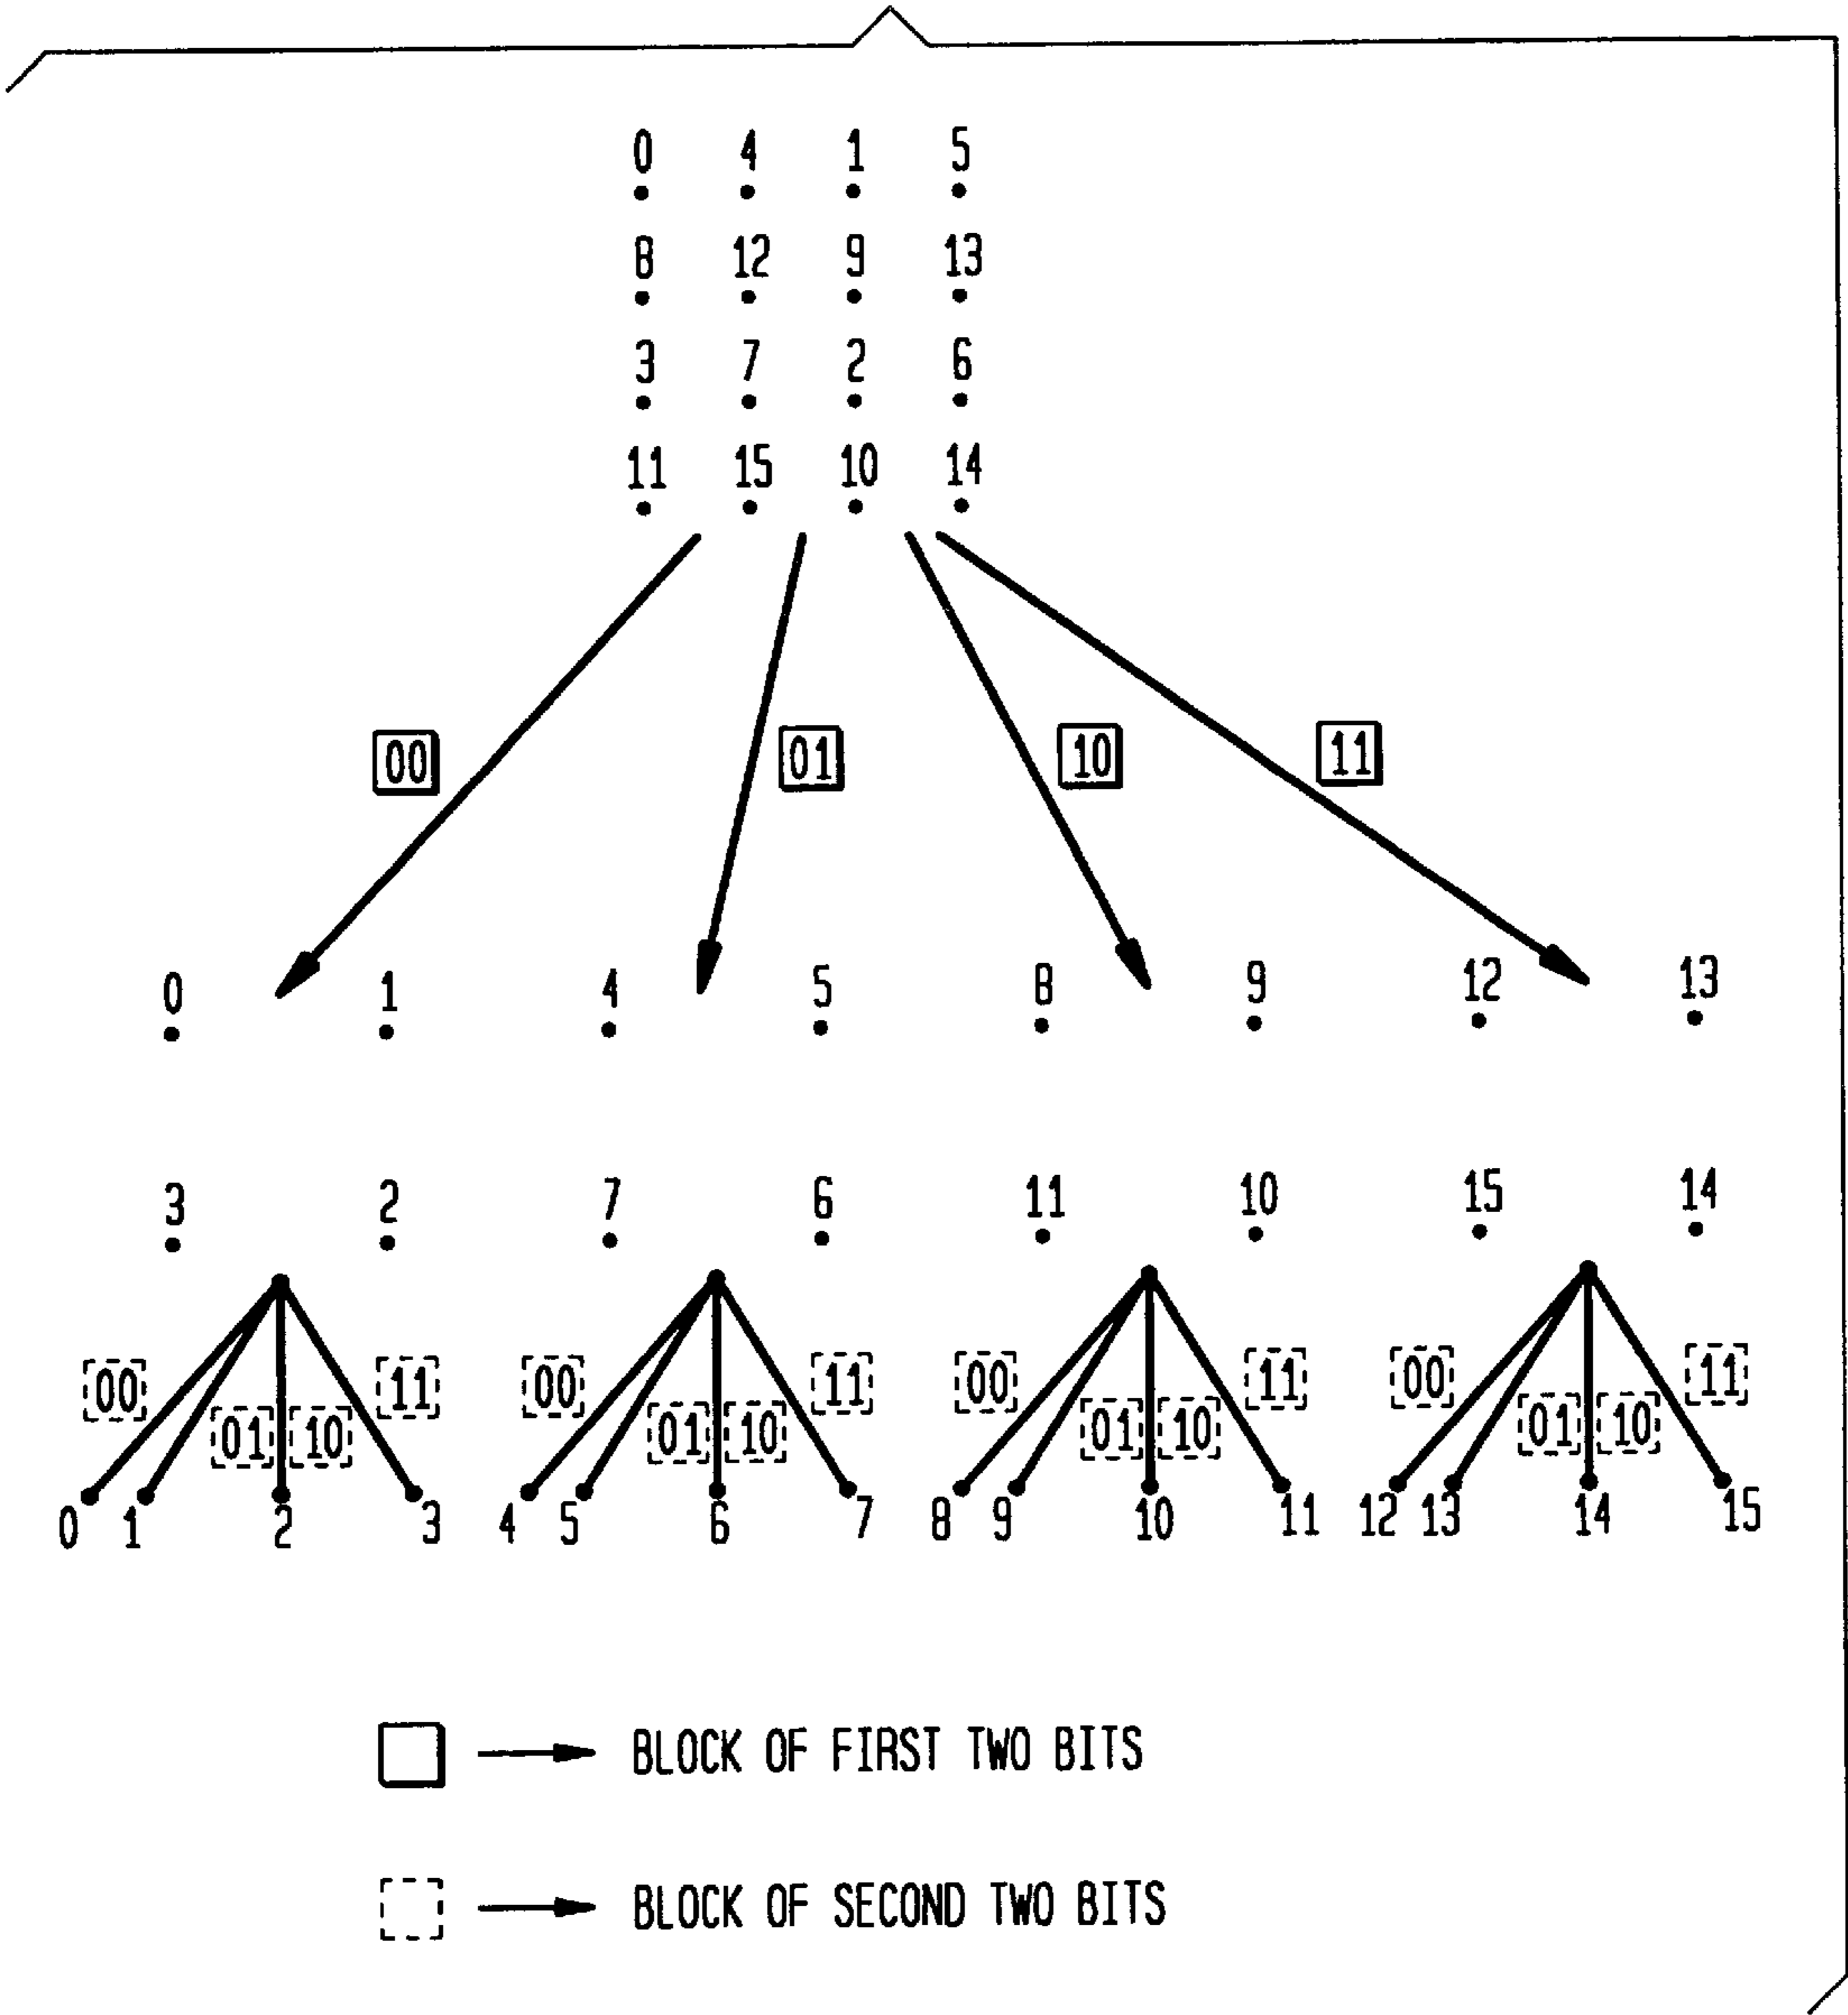 0 4 1 5
8 12 9 13
3 7 2 6
11 15 10 14
00 01 10 11
0 1 4 5 8 9 12 13
3 2 7 6 11 10 15 14
00 11 00 11 00 11 00 11
01 10 01 10 01 10 01 10
0 1 2 3 4 5 6 7 8 9 10 11 12 13 14 15
BLOCK OF FIRST TWO BITS
BLOCK OF SECOND TWO BITS